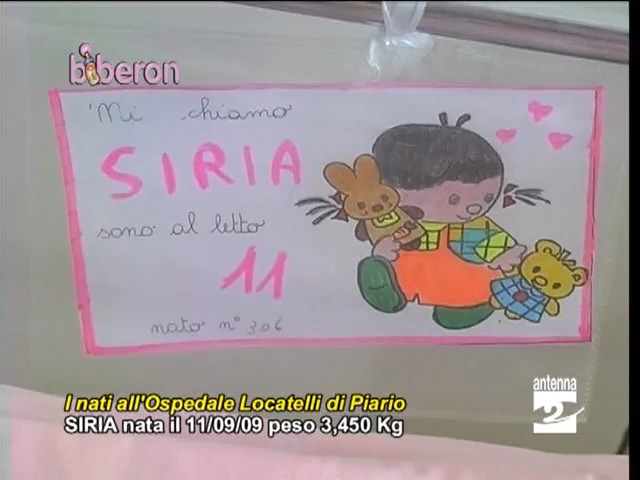 biberon
Mi chiamo
SIRIA
sono al letto
11
nato n° 306
I nati all'Ospedale Locatelli di Piario
SIRIA nata il 11/09/09 peso 3,450 Kg
antenna
2